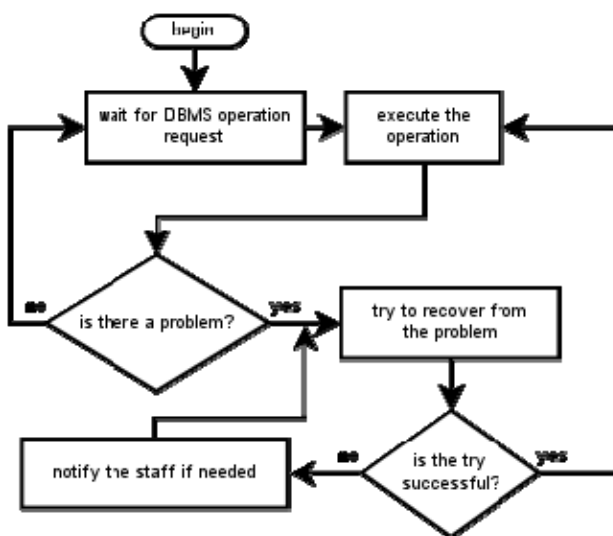 begin
wait for DBMS operation
request
execute the
operation
no
is there a problem?
yes
try to recover from
the problem
notify the staff if needed
no
is the try
successful?
yes